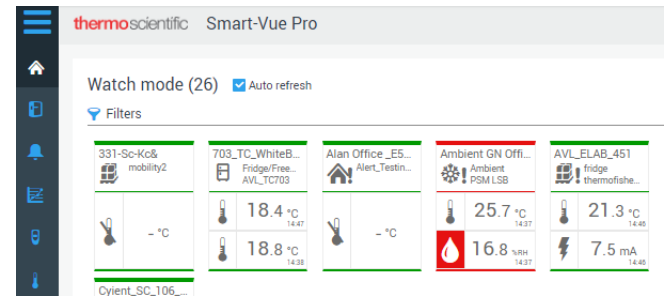 thermoscientific Smart-Vue Pro
Watch mode (26) Auto refresh
Filters
331-Sc-Kc&
mobility2
- °C
703_TC_WhiteB...
Fridge/Free...
AVL_TC703
18.4 °C
14:47
18.8 °C
14:38
Alan Office _E5...
Alert_Testin...
- °C
Ambient GN Offi...
Ambient
PSM LSB
25.7 °C
14:37
16.8 %RH
14:37
AVL_ELAB_451
fridge
thermofishe...
21.3 °C
14:46
7.5 mA
14:46
Cyient_SC_106_...